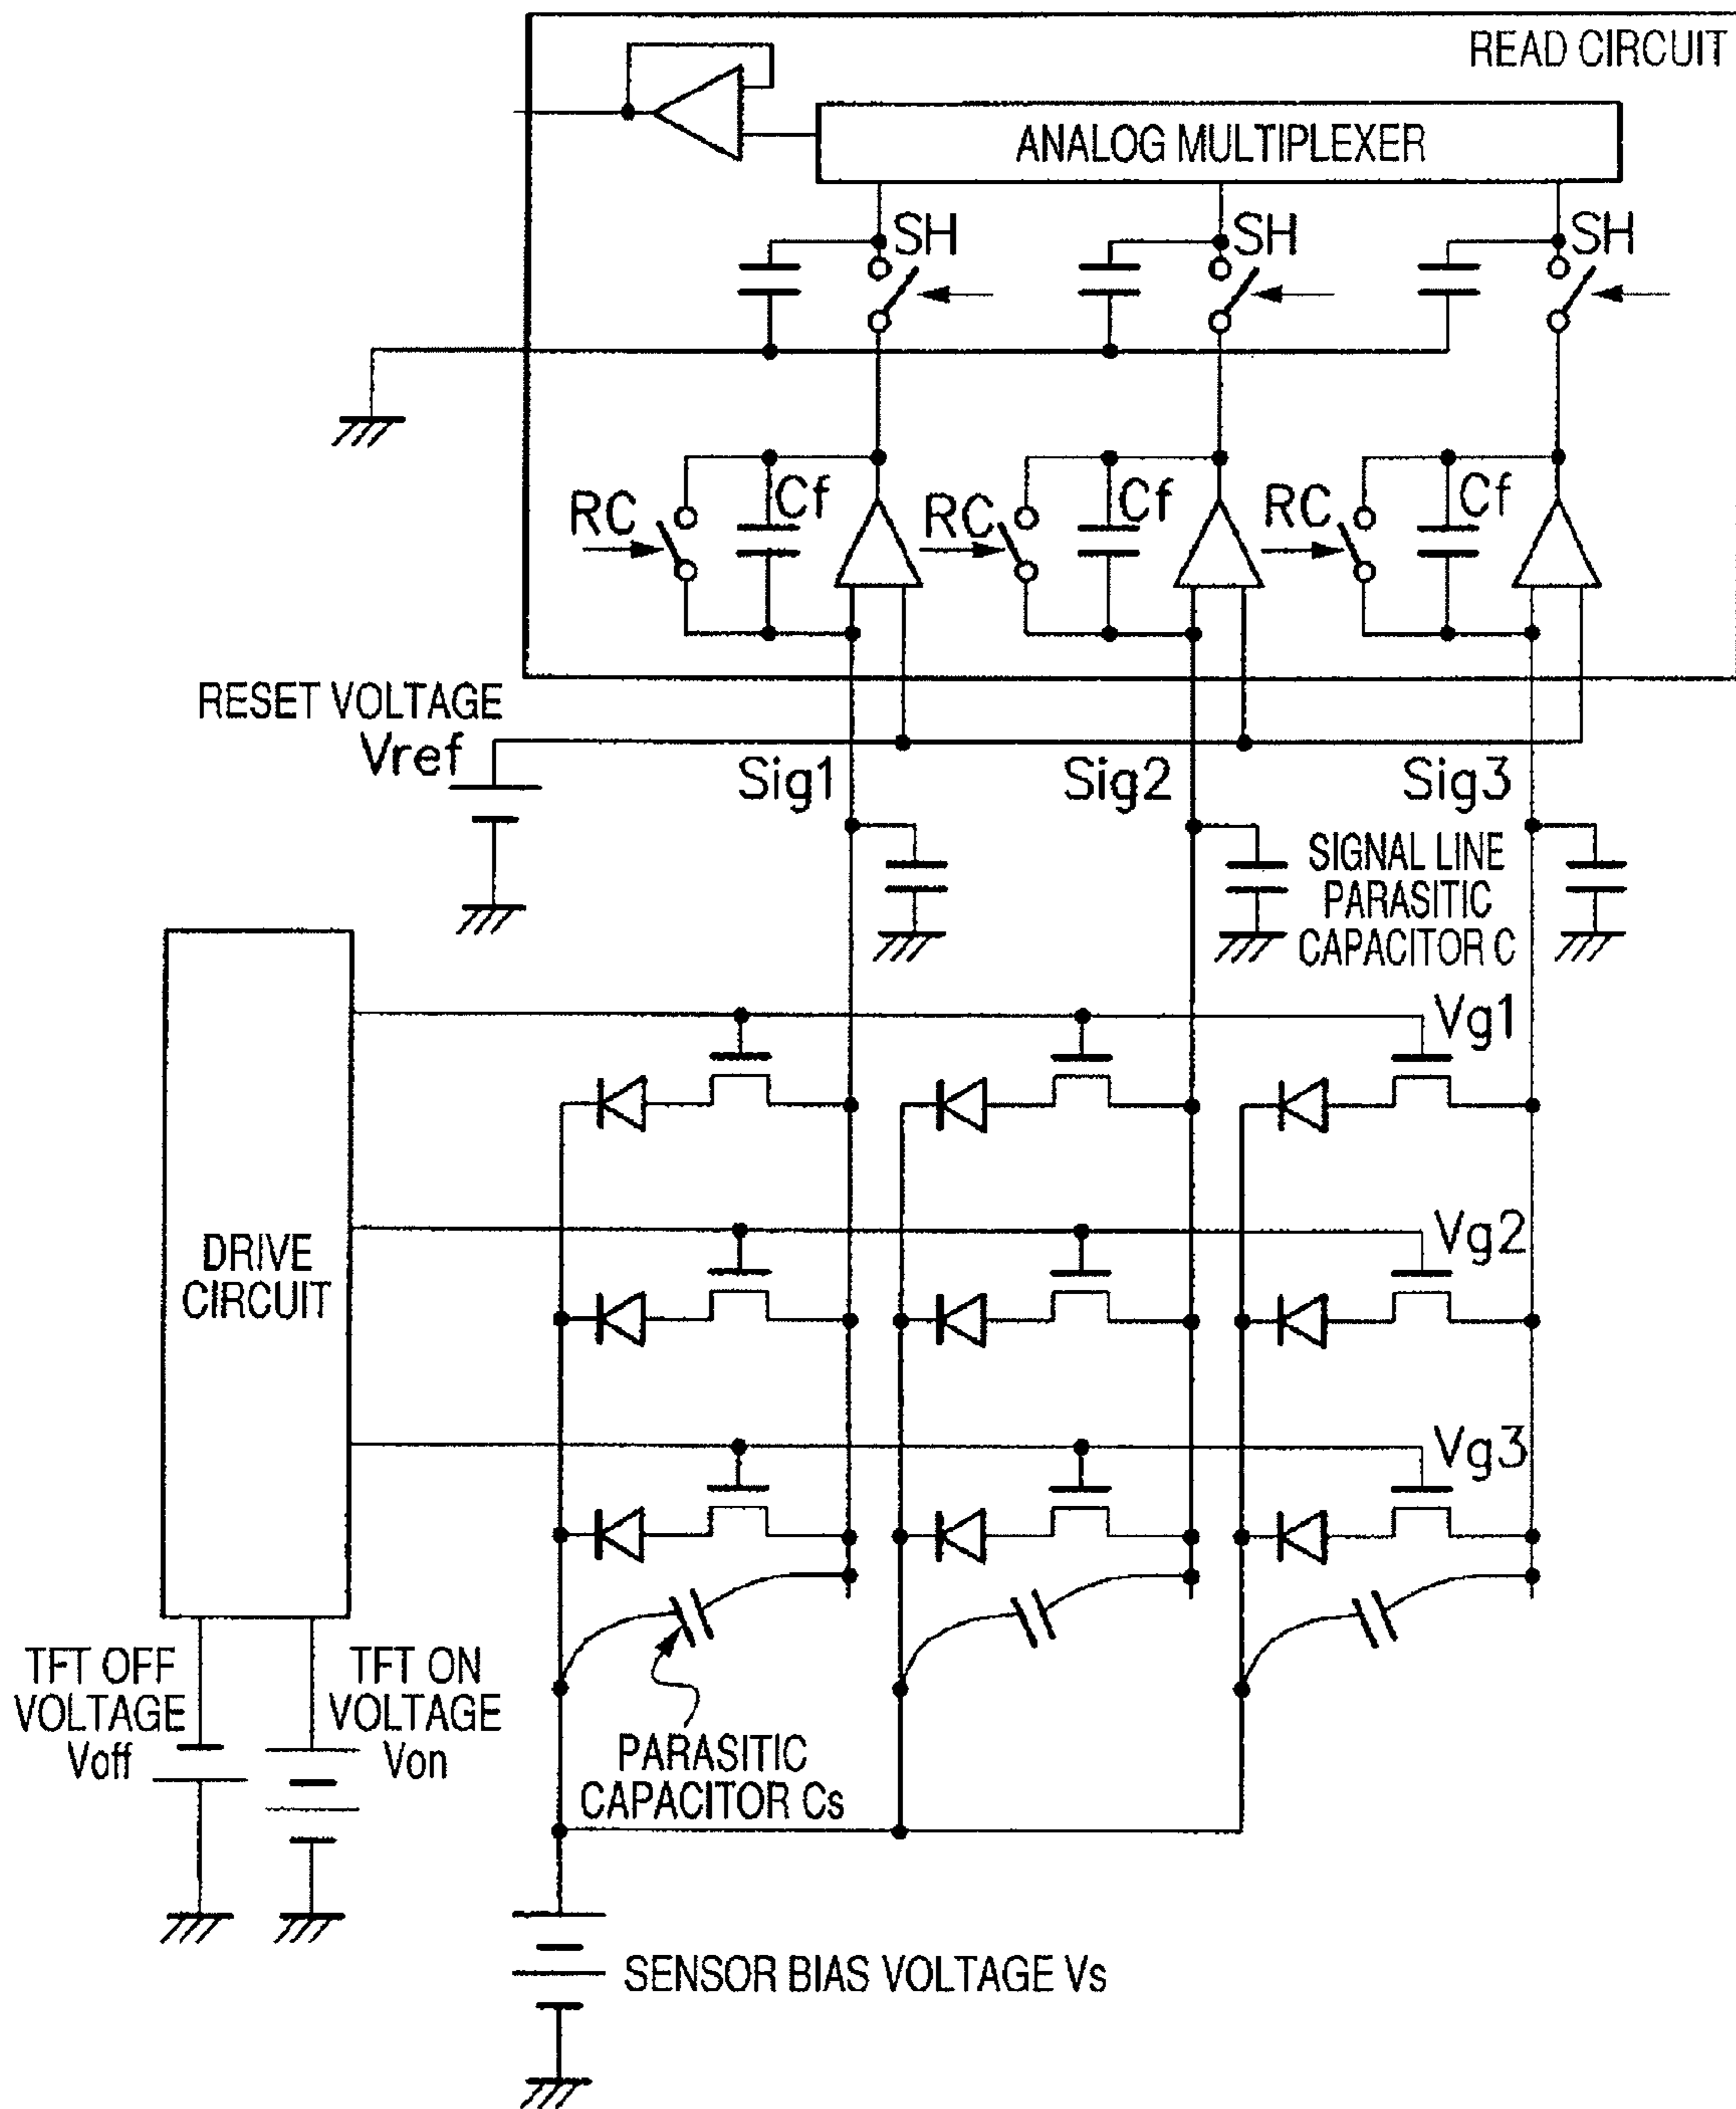 READ CIRCUIT
ANALOG MULTIPLEXER
SH
SH
SH
RC
Cf
RC
Cf
RC
Cf
RESET VOLTAGE
Vref
Sig1
Sig2
Sig3
SIGNAL LINE
PARASITIC
CAPACITOR C
Vg1
DRIVE
CIRCUIT
Vg2
Vg3
TFT OFF
VOLTAGE
Voff
TFT ON
VOLTAGE
Von
PARASITIC
CAPACITOR Cs
SENSOR BIAS VOLTAGE Vs